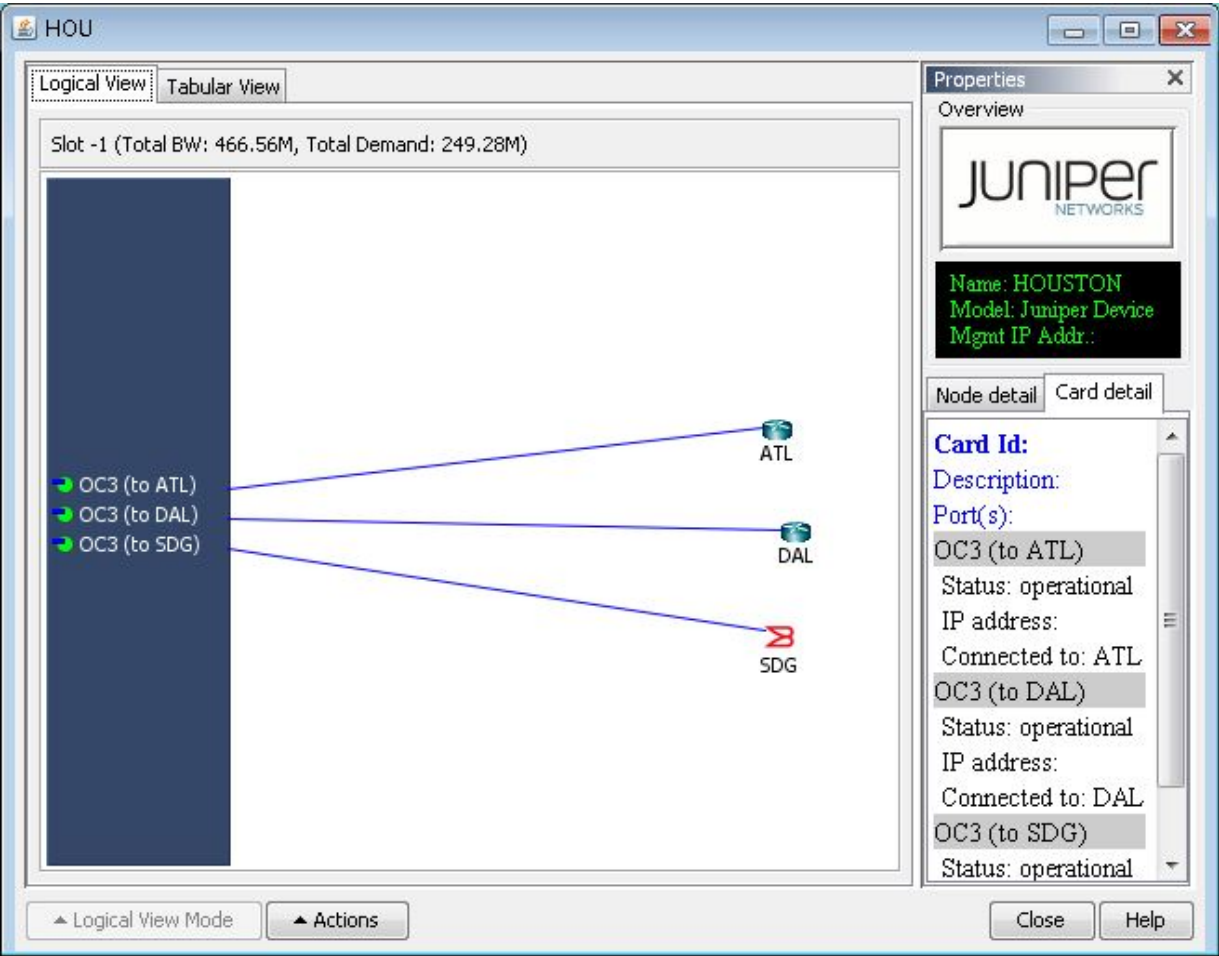 HOU
Logical View
Tabular View
Slot -1 (Total BW: 466.56M, Total Demand: 249.28M)
OC3 (to ATL)
OC3 (to DAL)
OC3 (to SDG)
ATL
DAL
SDG
Properties
Overview
JUNIPEr
NETWORKS
Name: HOUSTON
Model: Juniper Device
Mgmt IP Addr.:
Node detail
Card detail
Card Id:
Description:
Port(s):
OC3 (to ATL)
Status: operational
IP address:
Connected to: ATL
OC3 (to DAL)
Status: operational
IP address:
Connected to: DAL
OC3 (to SDG)
Status: operational
Logical View Mode
Actions
Close
Help